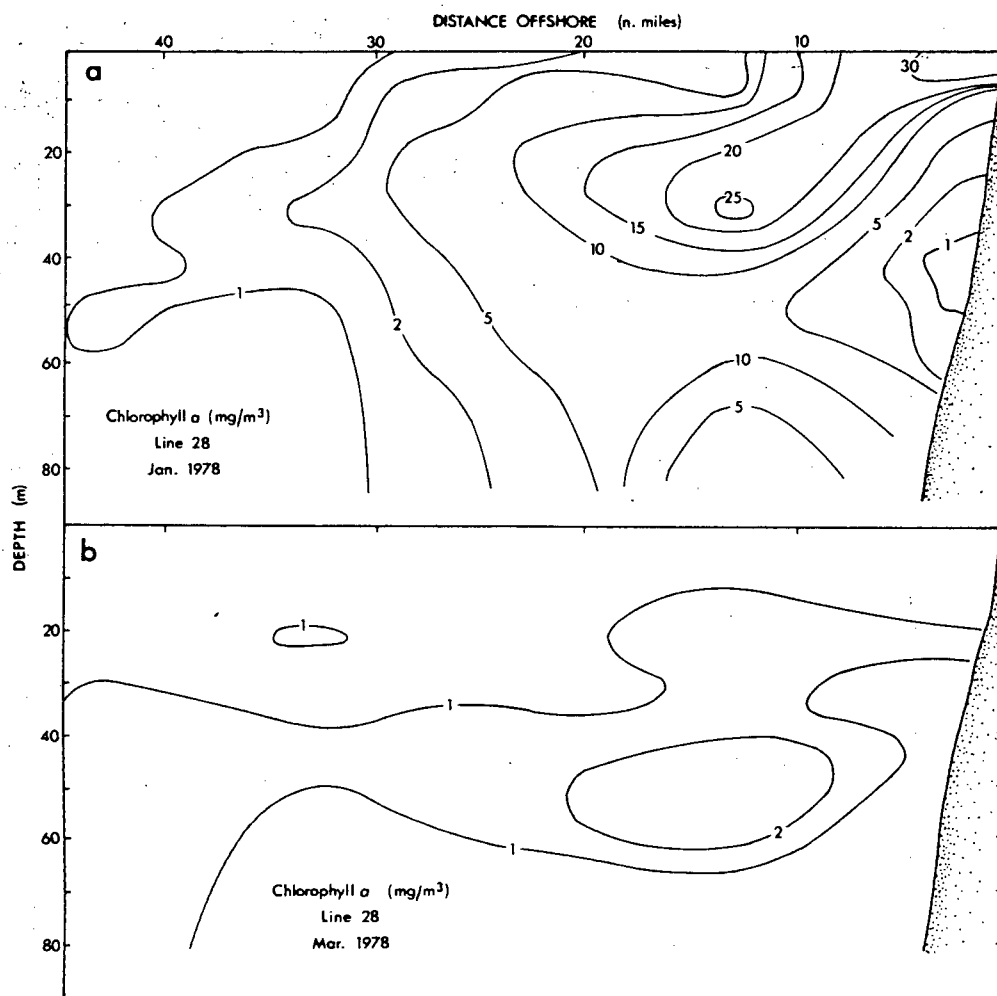 DISTANCE OFFSHORE (n. miles)
40 30 20 10
a
30
20
20
25
15
10
5
2
1
40
1
2
5
60
10
5
80
Chlorophyll a (mg/m³)
Line 28
Jan. 1978
DEPTH (m)
b
20
1
1
40
60
2
1
80
Chlorophyll a (mg/m³)
Line 28
Mar. 1978